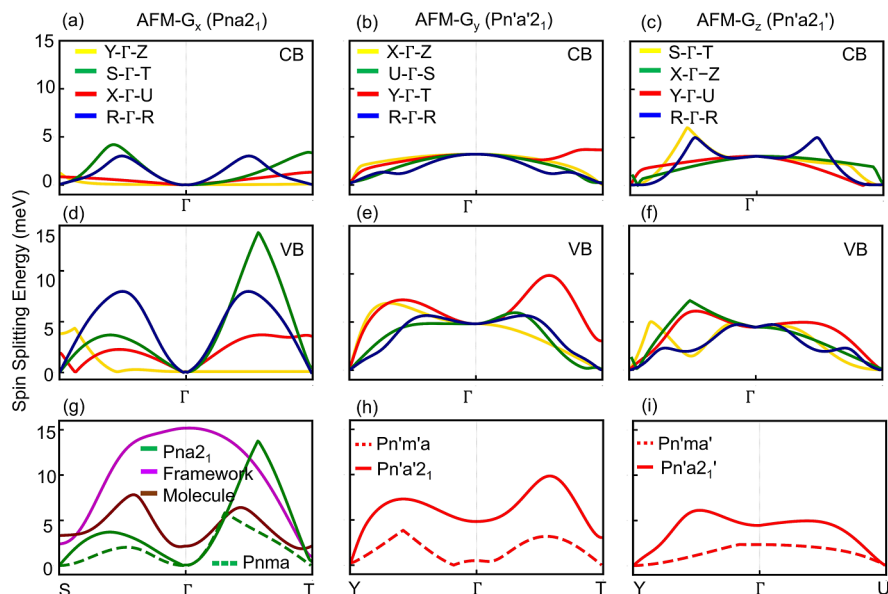 AFM-Gx (Pna21)
AFM-Gy (Pn'a'21)
AFM-Gz (Pn'a21')
(a)
(b)
(c)
15
10
5
0
Y-Γ-Z
S-Γ-T
X-Γ-U
R-Γ-R
CB
Γ
X-Γ-Z
U-Γ-S
Y-Γ-T
R-Γ-R
CB
Γ
S-Γ-T
X-Γ−Z
Y-Γ-U
R-Γ-R
CB
Γ
Spin Splitting Energy (meV)
(d)
(e)
(f)
15
10
5
0
VB
Γ
VB
Γ
VB
Γ
(g)
(h)
(i)
15
10
5
0
Pna21
Framework
Molecule
Pnma
S
Γ
T
Pn'm'a
Pn'a'21
Y
Γ
T
Pn'ma'
Pn'a21'
Y
Γ
U